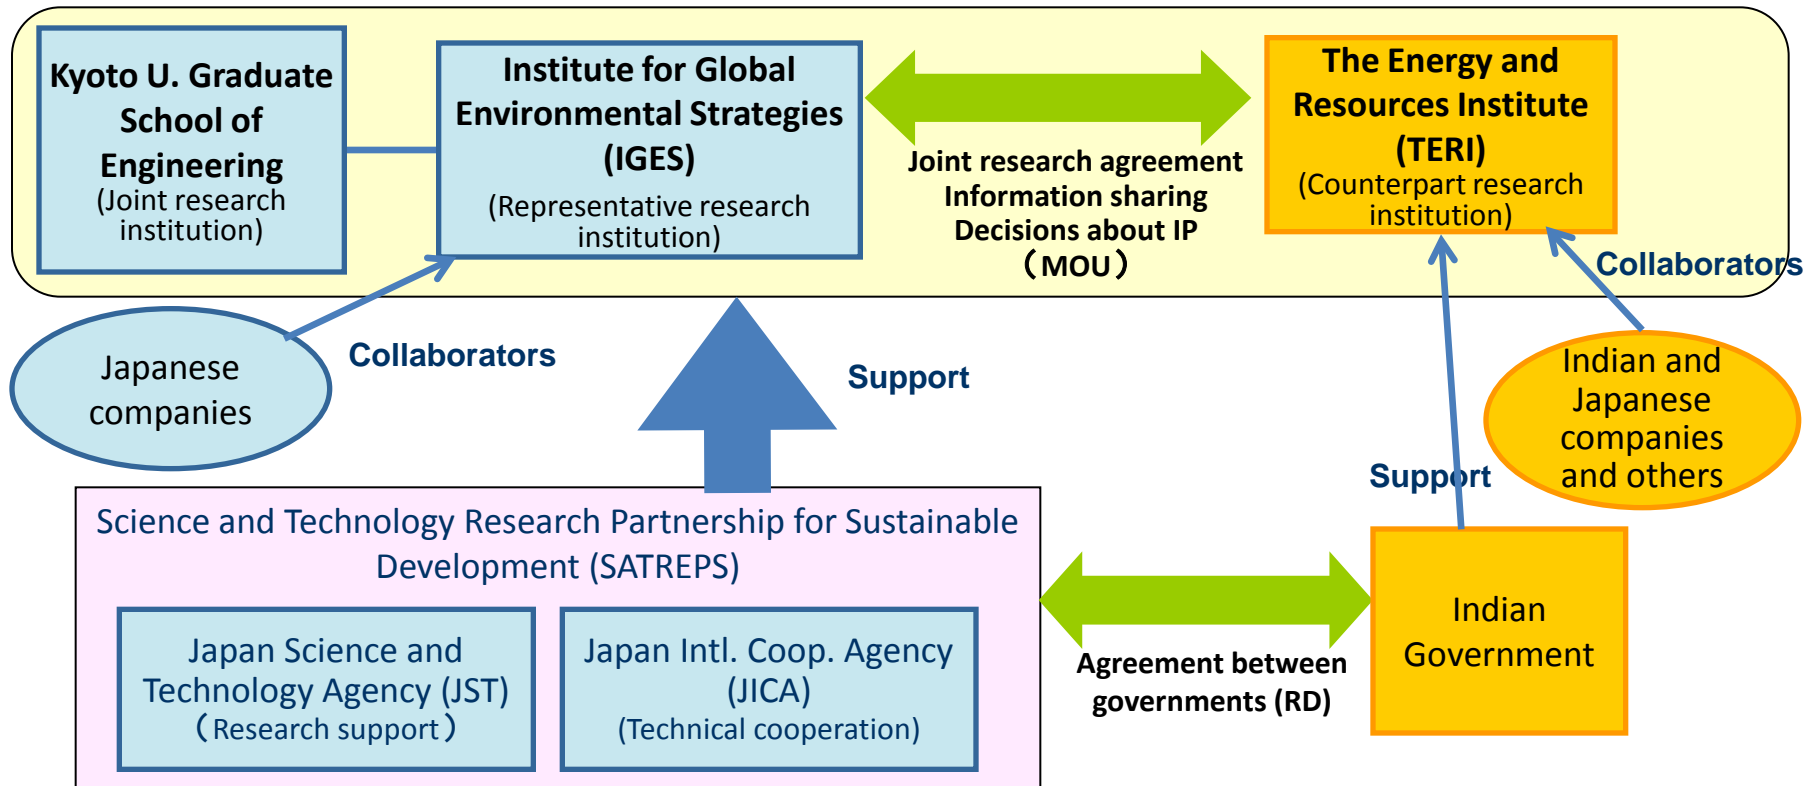 Kyoto U. Graduate
School of
Engineering
(Joint research
institution)
Institute for Global
Environmental Strategies
(IGES)
(Representative research
institution)
Joint research agreement
Information sharing
Decisions about IP
（MOU）
The Energy and
Resources Institute
(TERI)
(Counterpart research
institution)
Collaborators
Japanese
companies
Collaborators
Support
Indian and
Japanese
companies
and others
Support
Science and Technology Research Partnership for Sustainable
Development (SATREPS)
Japan Science and
Technology Agency (JST)
（Research support）
Japan Intl. Coop. Agency
(JICA)
(Technical cooperation)
Agreement between
governments (RD)
Indian
Government